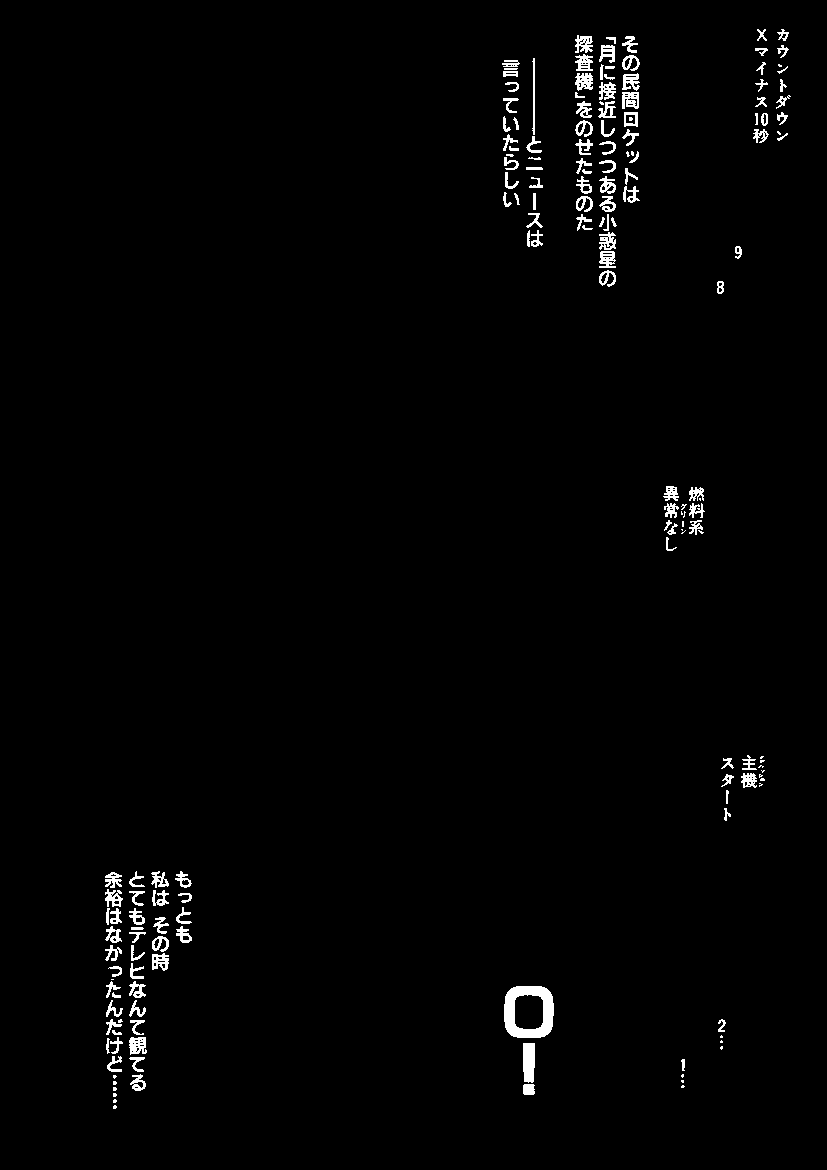 カウントダウン
Xマイナス10秒
9
8
その民間ロケットは
「月に接近しつつある小惑星の
探査機」をのせたものた
――――とニュースは
言っていたらしい
燃料系
異常なし
グリーン
主機
スタート
2…
1…
0!
もっとも
私は その時
とてもテレヒなんて観てる
余裕はなかったんだけど……